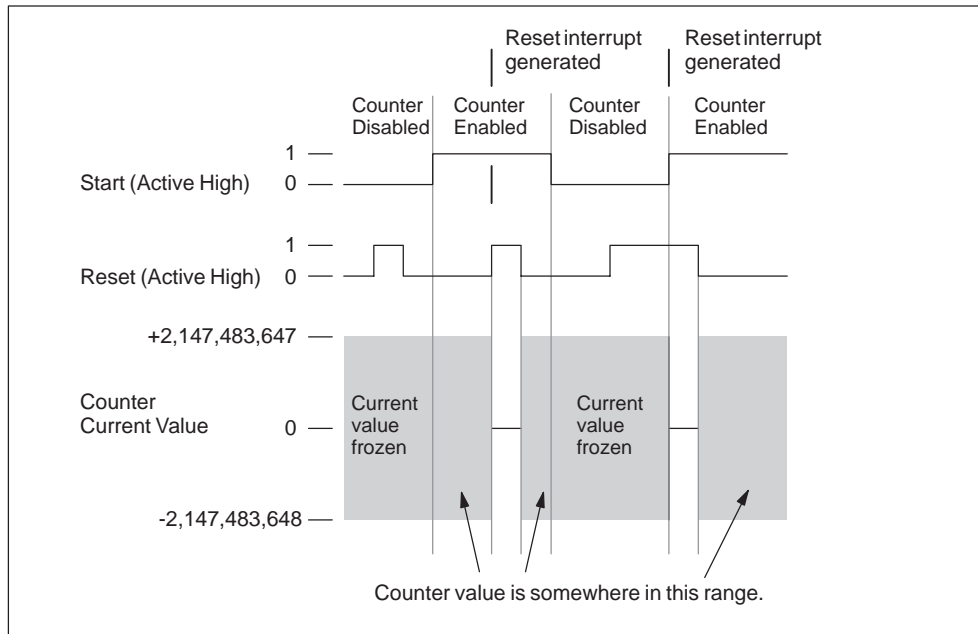 Reset interrupt
generated
Reset interrupt
generated
Counter
Disabled
Counter
Enabled
Counter
Disabled
Counter
Enabled
1
Start (Active High)
0
1
Reset (Active High)
0
+2,147,483,647
Counter
Current Value
0
Current
value
frozen
Current
value
frozen
-2,147,483,648
Counter value is somewhere in this range.